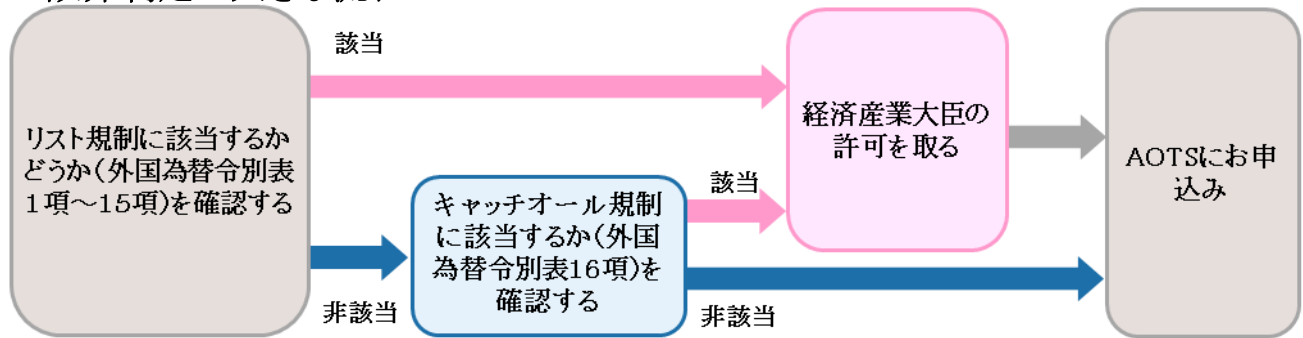 該当
リスト規制に該当するか
どうか(外国為替令別表
1項～15項)を確認する
経済産業大臣の
許可を取る
AOTSにお申
込み
該当
キャッチオール規制
に該当するか(外国
為替令別表16項)を
確認する
非該当
非該当